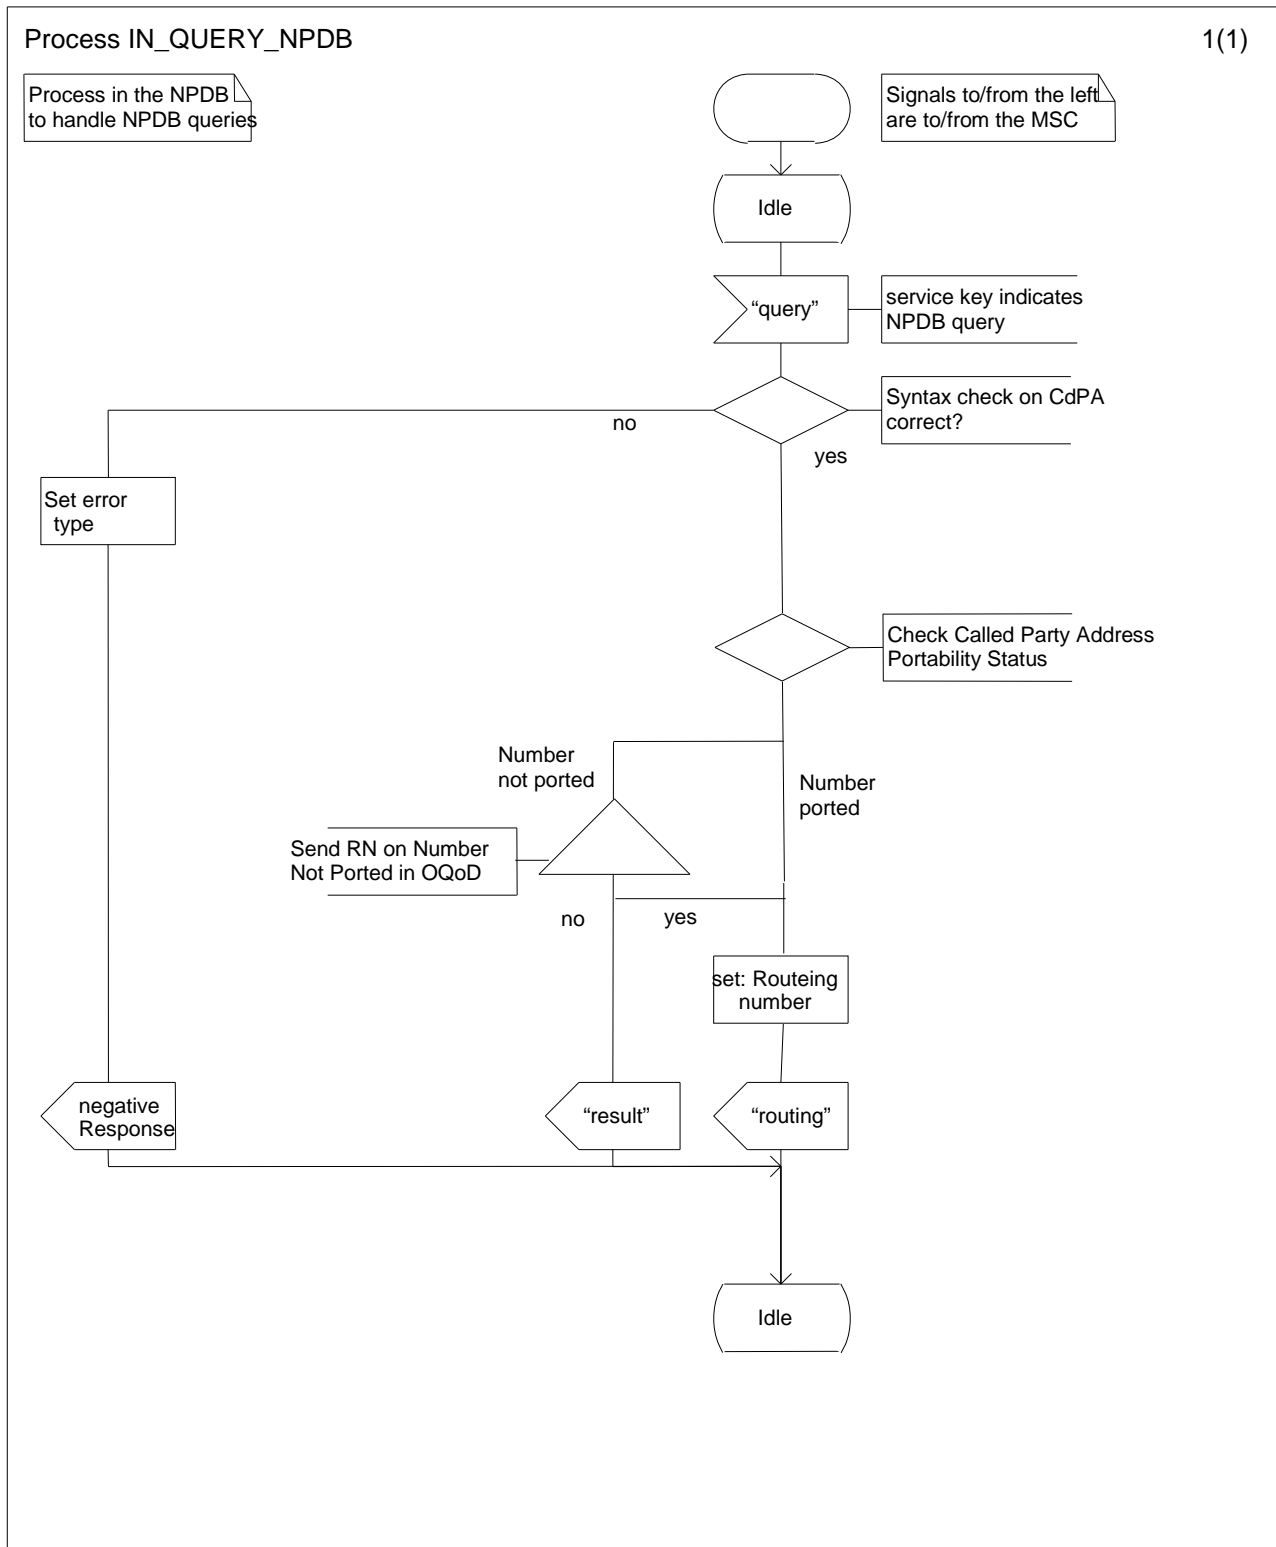 Process IN_QUERY_NPDB
1(1)
Process in the NPDB
to handle NPDB queries
Signals to/from the left
are to/from the MSC
Idle
“query”
service key indicates
NPDB query
Syntax check on CdPA
correct?
no
yes
Set error
type
Check Called Party Address
Portability Status
Number
not ported
Number
ported
Send RN on Number
Not Ported in OQoD
no
yes
set: Routeing
number
negative
Response
“result”
“routing”
Idle